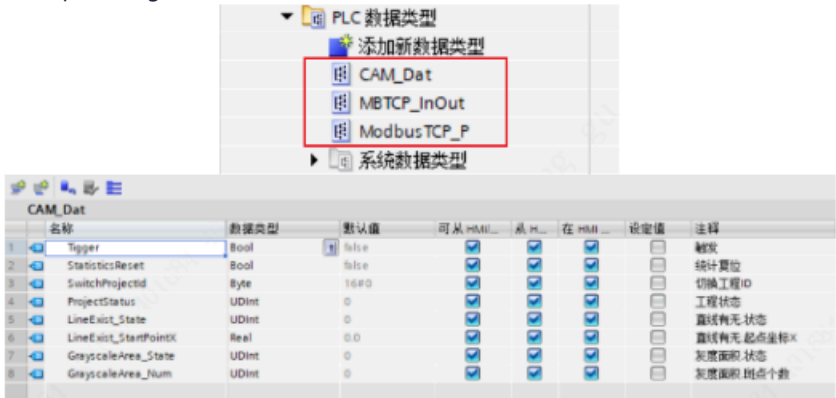 PLC 数据类型
添加新数据类型
CAM_Dat
MBTCP_InOut
ModbusTCP_P
系统数据类型
CAM_Dat
名称 数据类型 默认值 可从 HMI/... 从 H... 在 HMI ... 设定值 注释
1 Tigger Bool false 触发
2 StatisticsReset Bool false 统计复位
3 SwitchProjectId Byte 16#0 切换工程ID
4 ProjectStatus UDInt 0 工程状态
5 LineExist_State UDInt 0 直线有无.状态
6 LineExist_StartPointX Real 0.0 直线有无.起点坐标X
7 GrayscaleArea_State UDInt 0 灰度面积.状态
8 GrayscaleArea_Num UDInt 0 灰度面积.斑点个数